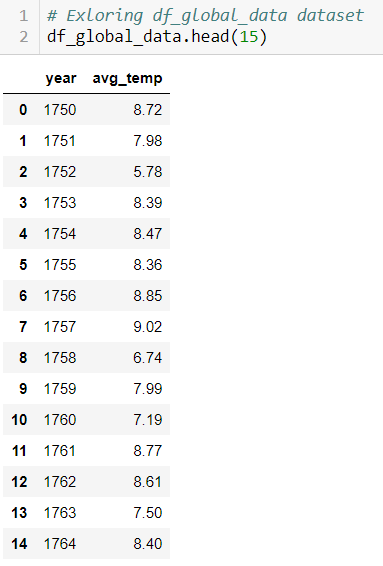 1 # Exloring df_global_data dataset
2 df_global_data.head(15)
year avg_temp
0 1750 8.72
1 1751 7.98
2 1752 5.78
3 1753 8.39
4 1754 8.47
5 1755 8.36
6 1756 8.85
7 1757 9.02
8 1758 6.74
9 1759 7.99
10 1760 7.19
11 1761 8.77
12 1762 8.61
13 1763 7.50
14 1764 8.40